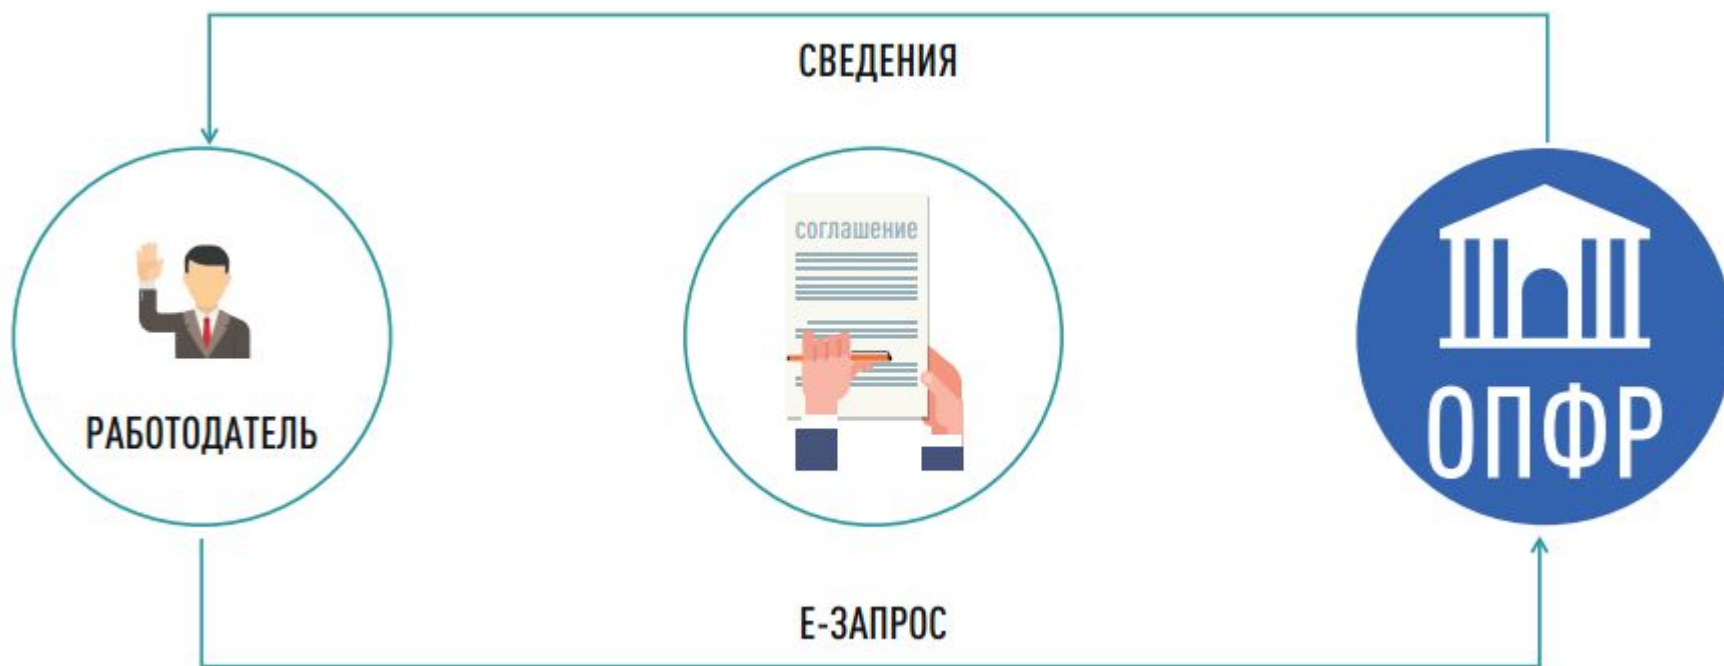 СВЕДЕНИЯ
соглашение
РАБОТОДАТЕЛЬ
ОПФР
Е-ЗАПРОС